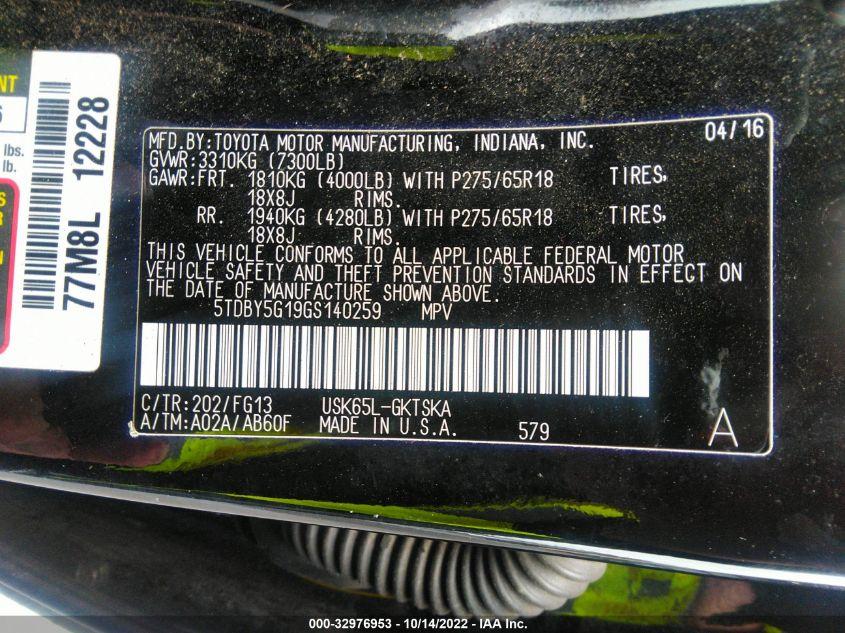 NT
lbs.
lb.
S
R
N
77M8L 12228
MFD.BY:TOYOTA MOTOR MANUFACTURING, INDIANA, INC. 04/16
GVWR:3310KG (7300LB)
GAWR:FRT. 1810KG (4000LB) WITH P275/65R18 TIRES,
18X8J RIMS.
RR. 1940KG (4280LB) WITH P275/65R18 TIRES,
18X8J RIMS.
THIS VEHICLE CONFORMS TO ALL APPLICABLE FEDERAL MOTOR
VEHICLE SAFETY AND THEFT PREVENTION STANDARDS IN EFFECT ON
THE DATE OF MANUFACTURE SHOWN ABOVE.
5TDBY5G19GS140259 MPV
C/TR:202/FG13 USK65L-GKTSKA
A/TM:A02A/AB60F MADE IN U.S.A. 579 A
000-32976953 - 10/14/2022 - IAA Inc.